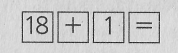 18 + 1 =